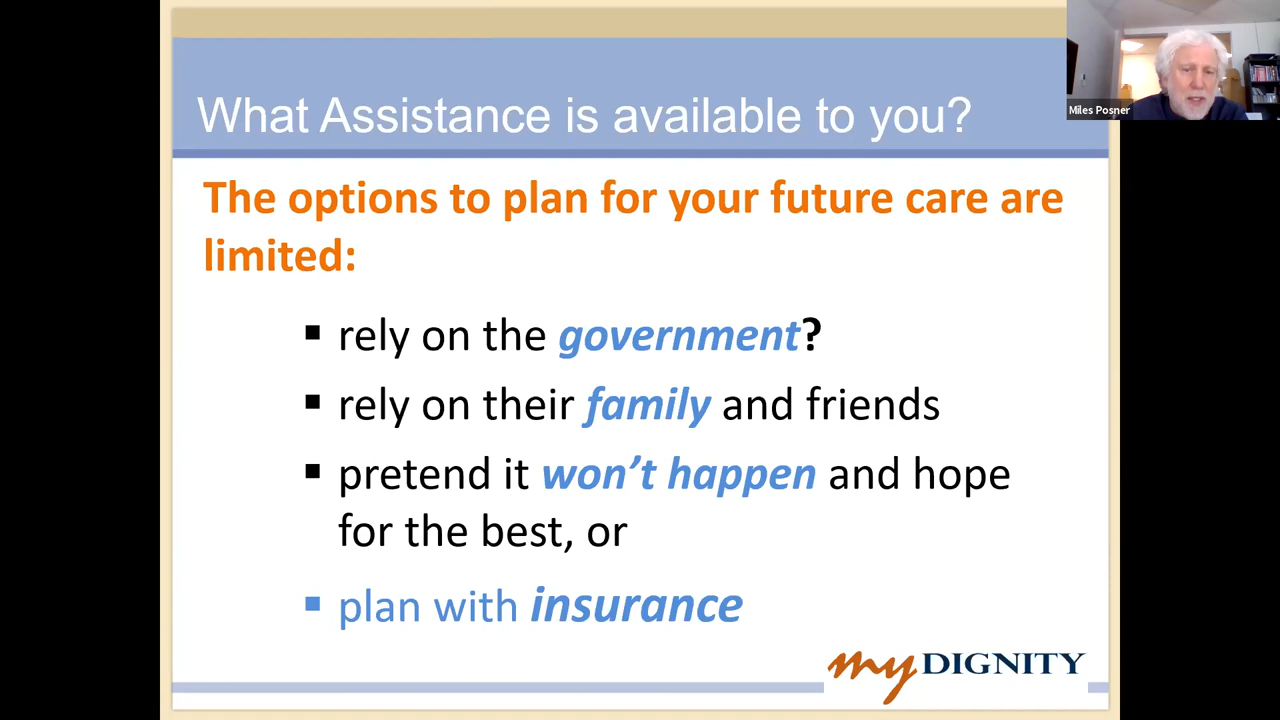 What Assistance is available to you?
Miles Posner
The options to plan for your future care are
limited:
▪ rely on the government?
▪ rely on their family and friends
▪ pretend it won’t happen and hope
for the best, or
▪ plan with insurance
my DIGNITY